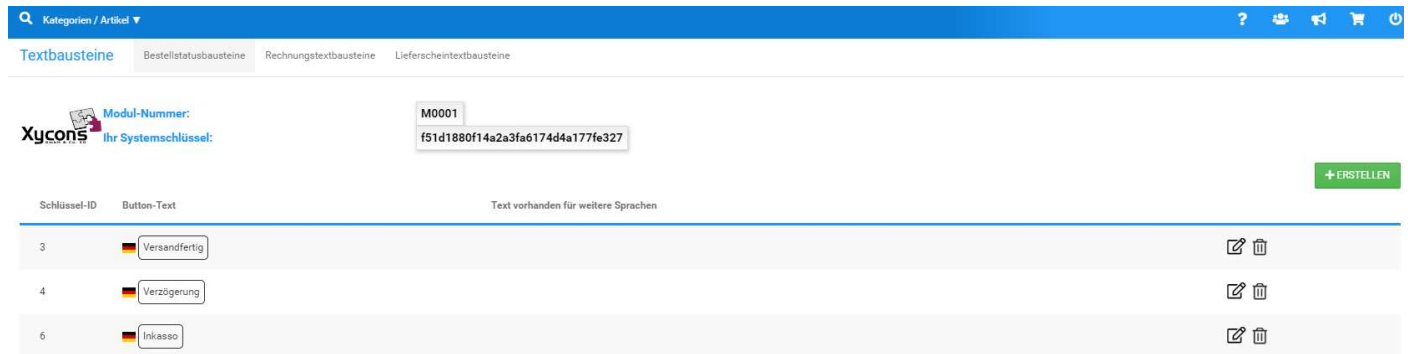 Kategorien / Artikel ▼
Textbausteine Bestellstatusbausteine Rechnungstextbausteine Lieferscheintextbausteine
Xycons
Modul-Nummer: M0001
Ihr Systemschlüssel: f51d1880f14a2a3fa6174d4a177fe327
+ ERSTELLEN
Schlüssel-ID Button-Text Text vorhanden für weitere Sprachen
3 Versandfertig
4 Verzögerung
6 Inkasso